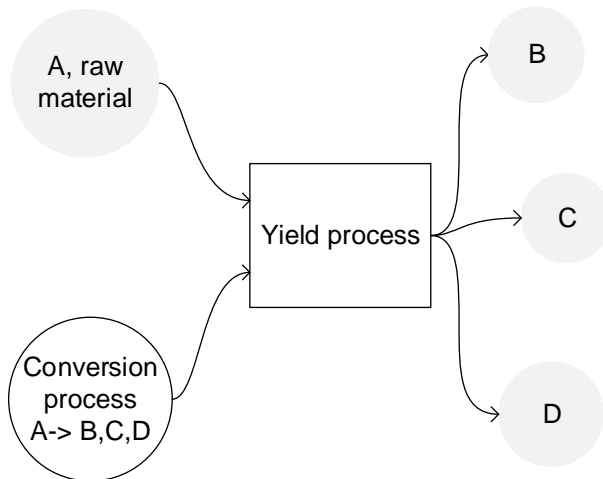 A, raw
material
B
Yield process
C
Conversion
process
A-> B,C,D
D